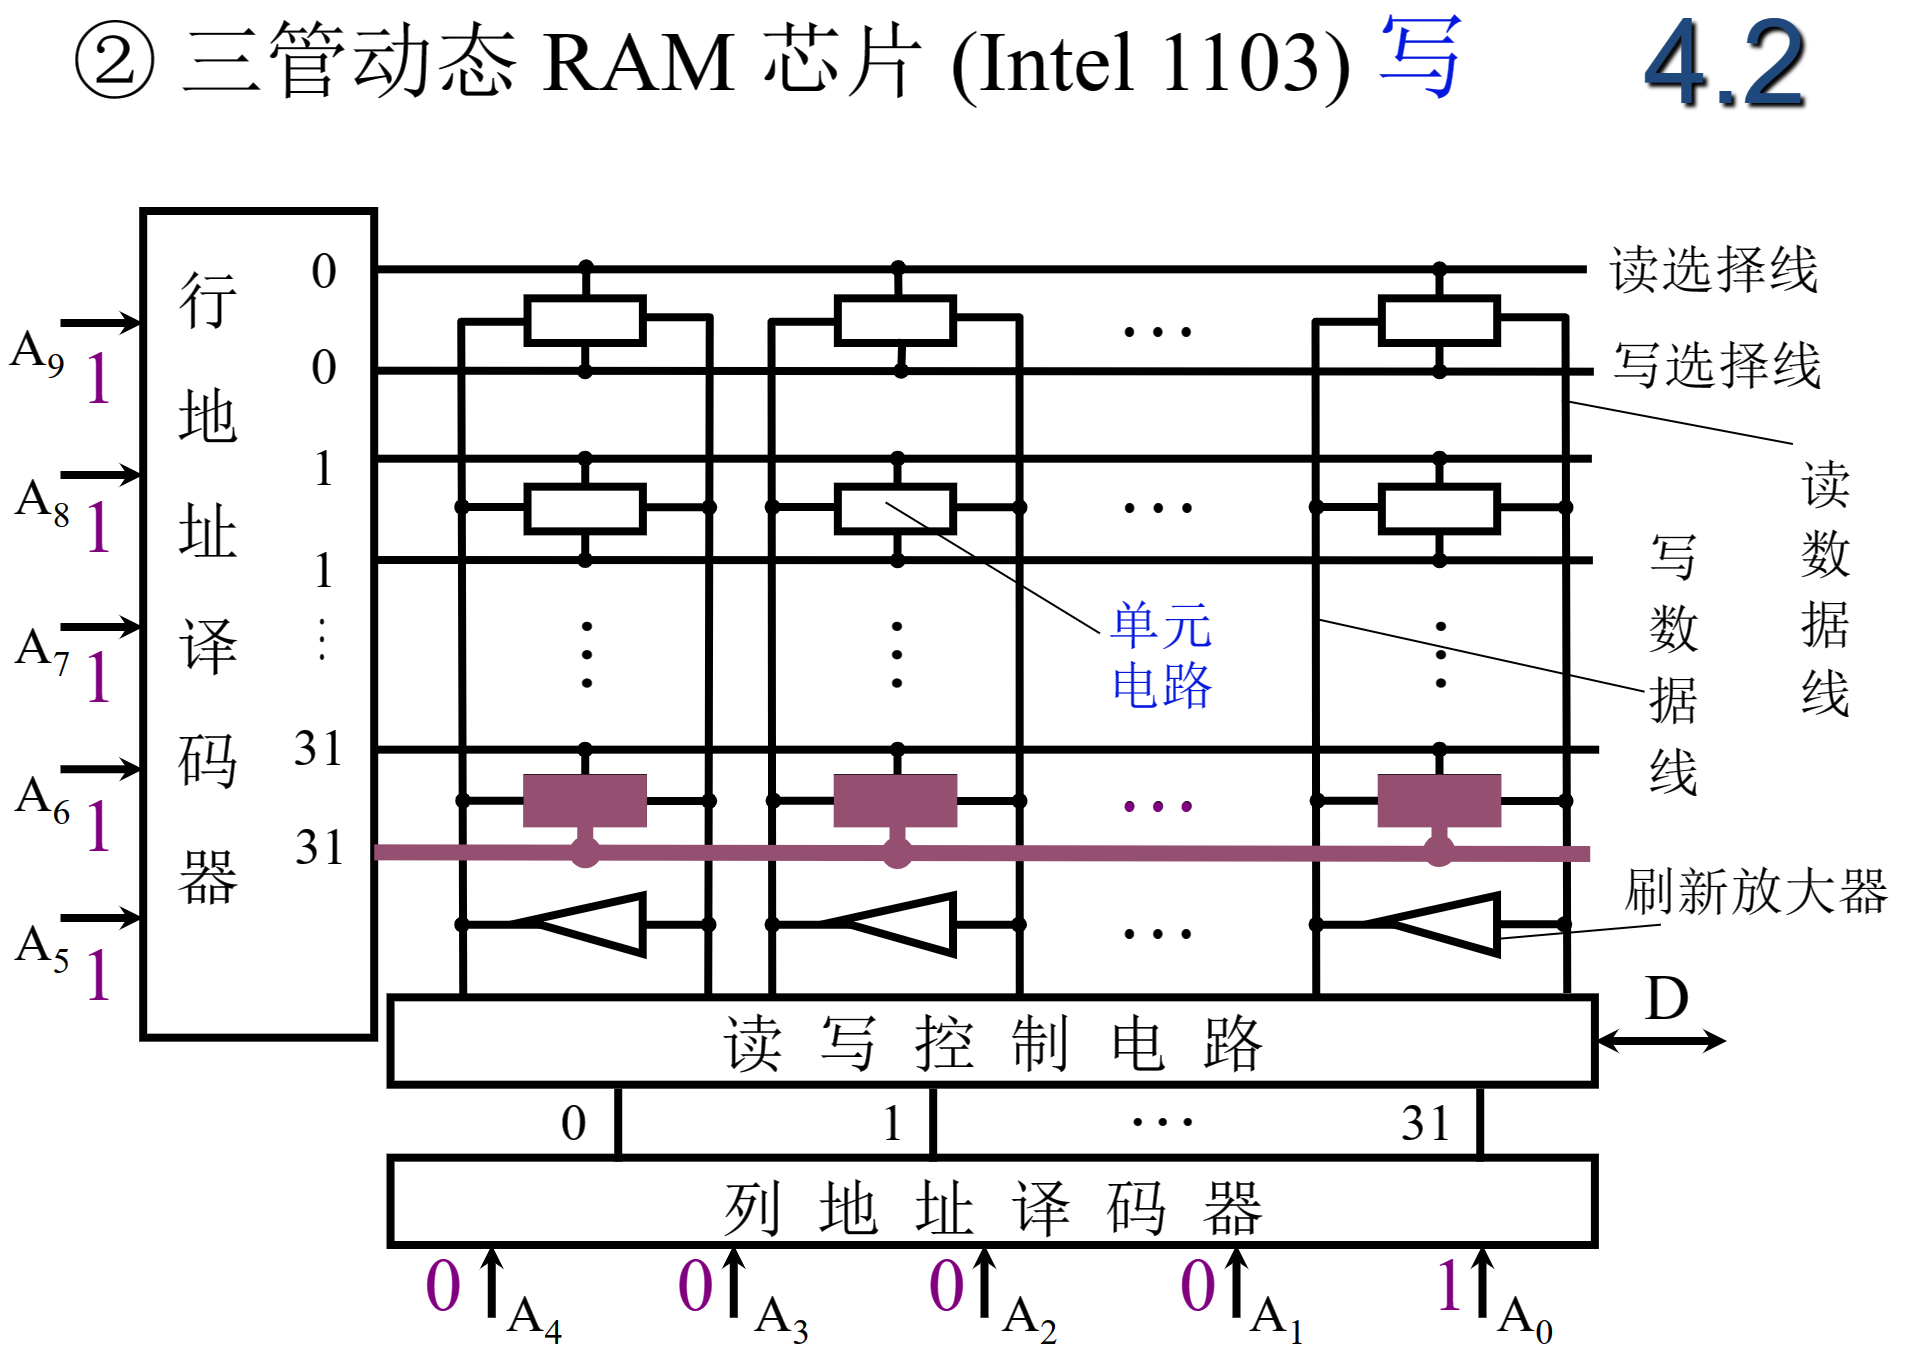 ② 三管动态 RAM 芯片 (Intel 1103) 写
4.2
行地址译码器
A9 1
A8 1
A7 1
A6 1
A5 1
0
0
1
1
⋮
31
31
读选择线
写选择线
读数据线
写数据线
…
…
单元
电路
…
…
刷新放大器
D
读写控制电路
0 1 … 31
列地址译码器
0 A4 0 A3 0 A2 0 A1 1 A0